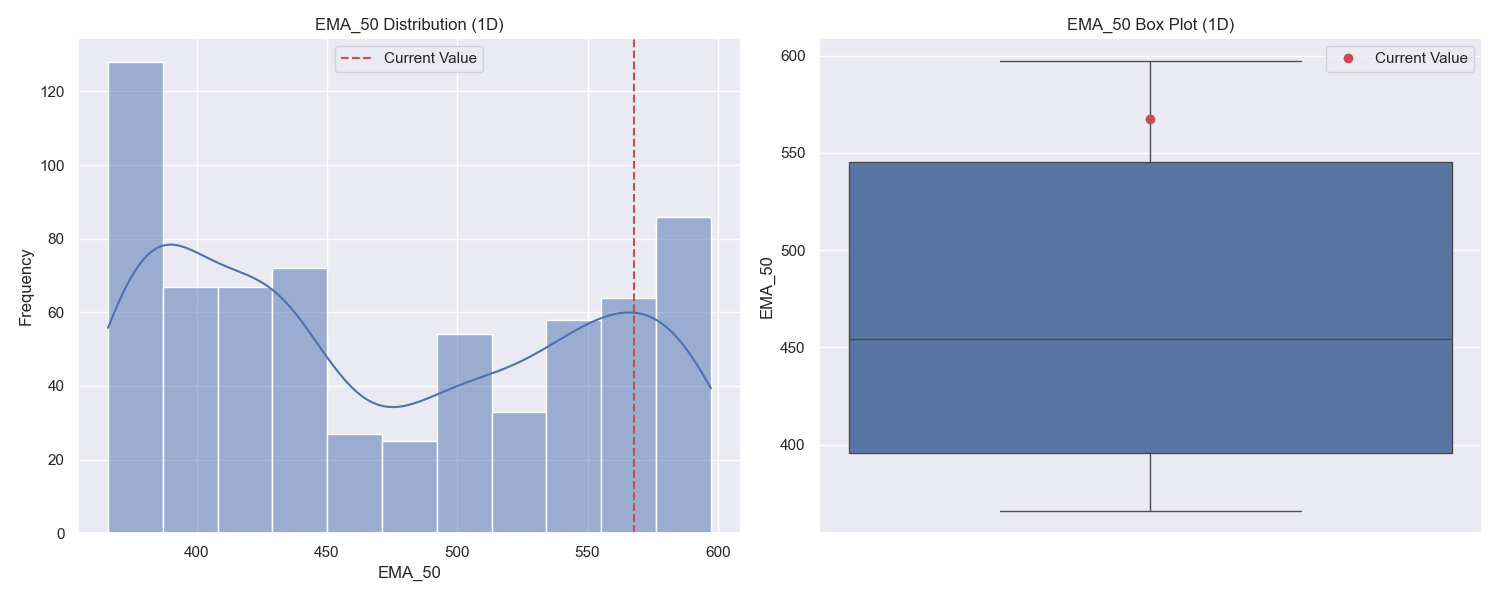 EMA_50 Distribution (1D)
Current Value
Frequency
120
100
80
60
40
20
0
400
450
500
550
600
EMA_50
EMA_50 Box Plot (1D)
Current Value
EMA_50
600
550
500
450
400